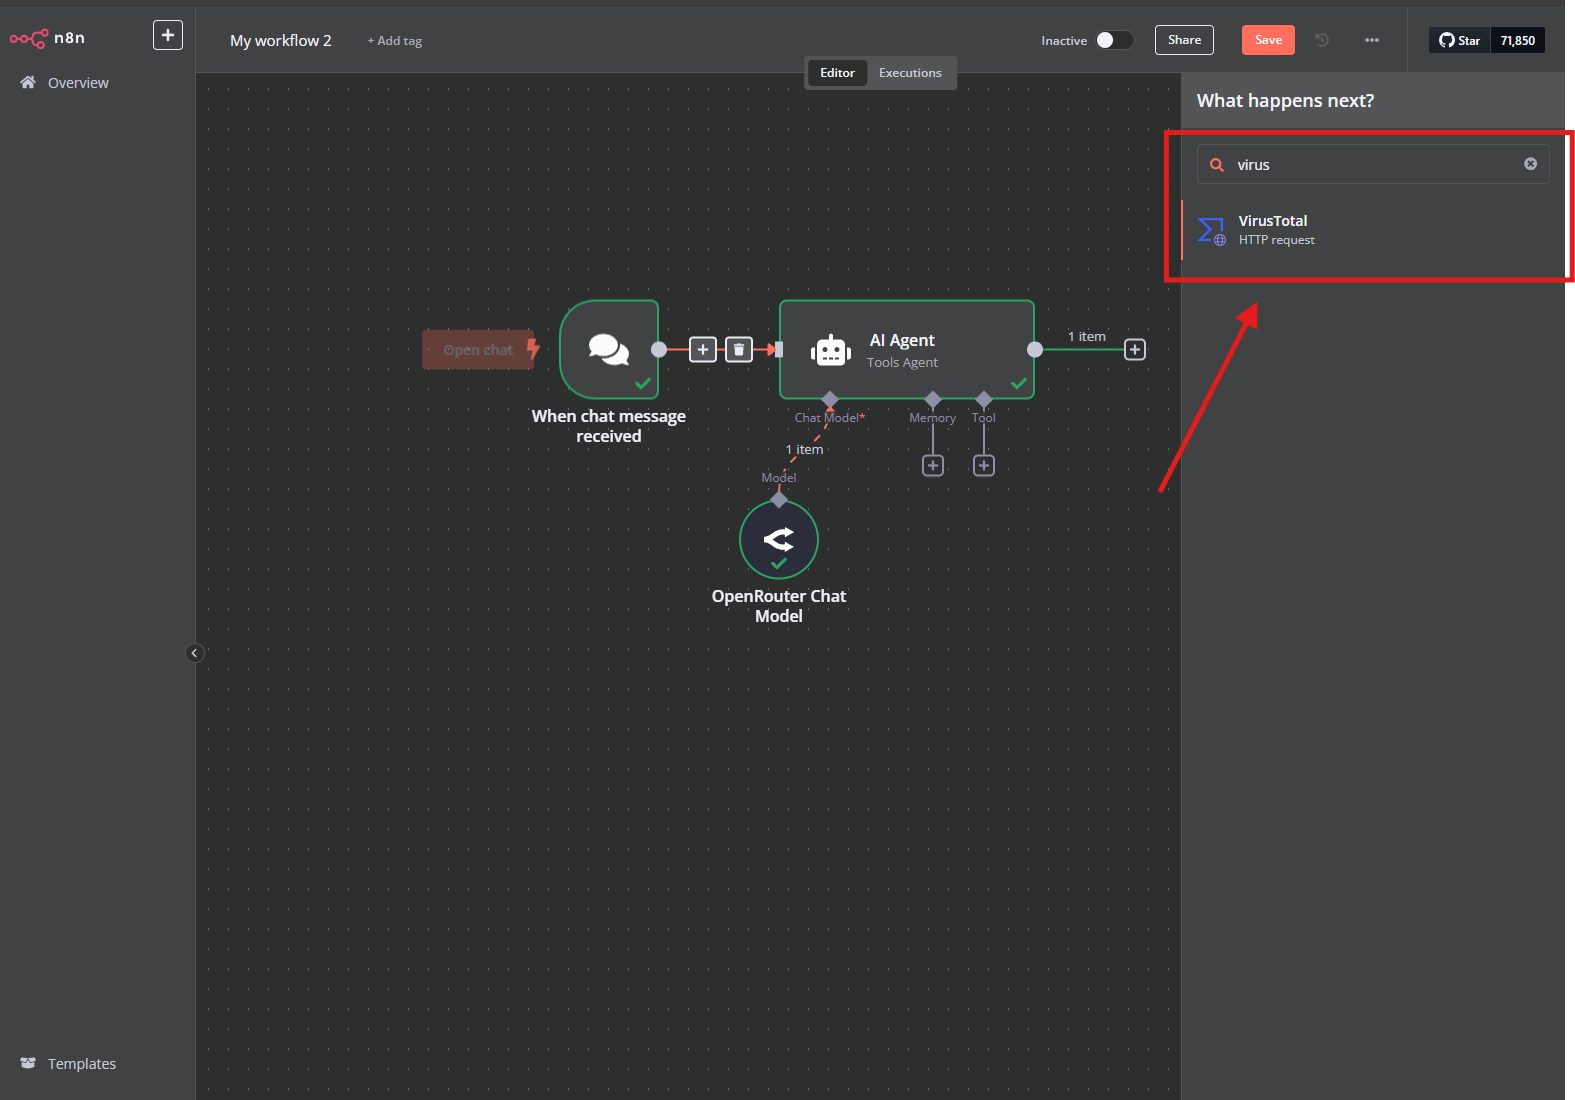 n8n
My workflow 2
+ Add tag
Inactive
Share
Save
Star
71,850
Overview
Editor
Executions
What happens next?
virus
VirusTotal
HTTP request
Open chat
1 item
AI Agent
Tools Agent
Chat Model*
Memory
Tool
When chat message
received
1 item
Model
OpenRouter Chat
Model
Templates